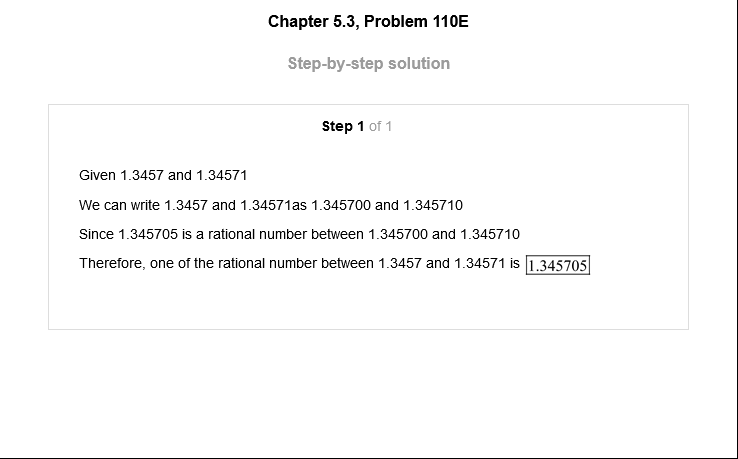 Chapter 5.3, Problem 110E
Step-by-step solution
Step 1 of 1
Given 1.3457 and 1.34571
We can write 1.3457 and 1.34571as 1.345700 and 1.345710
Since 1.345705 is a rational number between 1.345700 and 1.345710
Therefore, one of the rational number between 1.3457 and 1.34571 is 1.345705